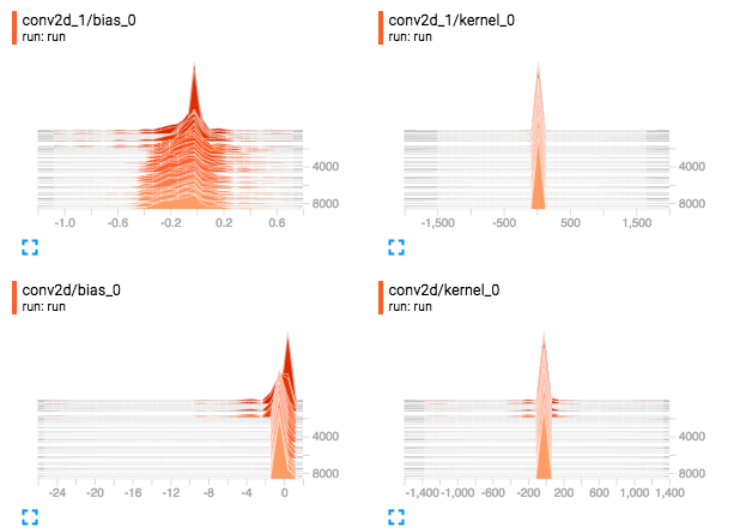 conv2d_1/bias_0
run: run
4000
8000
-1.0 -0.6 -0.2 0.2 0.6
conv2d_1/kernel_0
run: run
4000
8000
-1,500 -500 500 1,500
conv2d/bias_0
run: run
4000
8000
-24 -20 -16 -12 -8 -4 0
conv2d/kernel_0
run: run
4000
8000
-1,400 -1,000 -600 -200 200 600 1,000 1,400